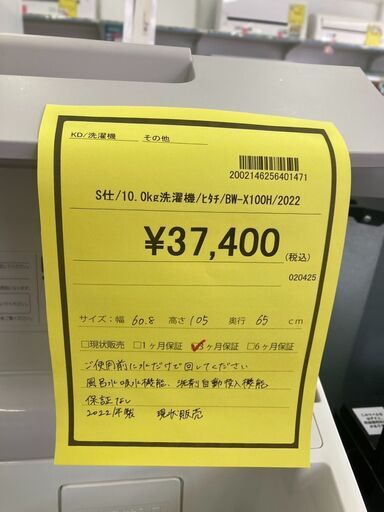 KD/洗濯機 その他
2002146256401471
S仕/10.0kg洗濯機/ﾋﾀﾁ/BW-X100H/2022
¥37,400(税込)
020425
サイズ:幅 60.8 高さ 105 奥行 65 cm
□現状販売 □1ヶ月保証 ☑3ヶ月保証 □6ヶ月保証
ご使用前に水だけで回してください
風呂水吸水機能、洗剤自動投入機能
保証なし
2022年製 現状販売